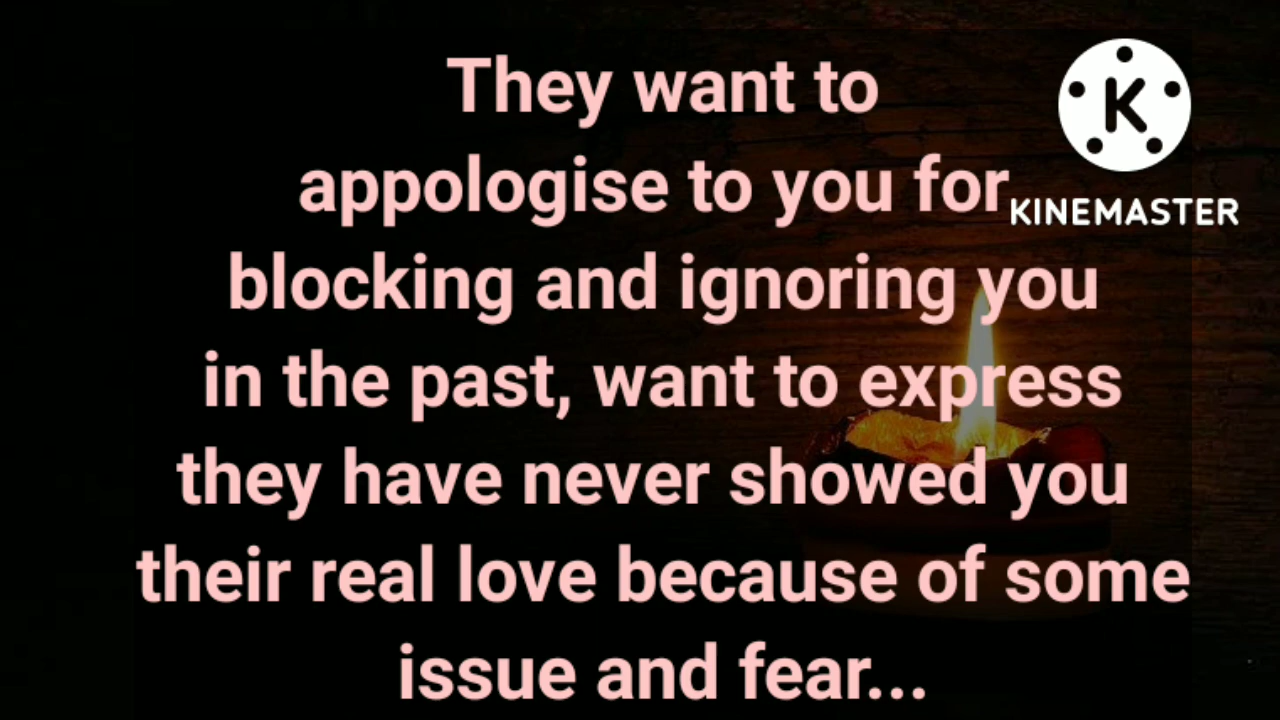 They want to
appologise to you for
blocking and ignoring you
in the past, want to express
they have never showed you
their real love because of some
issue and fear...
K
KINEMASTER